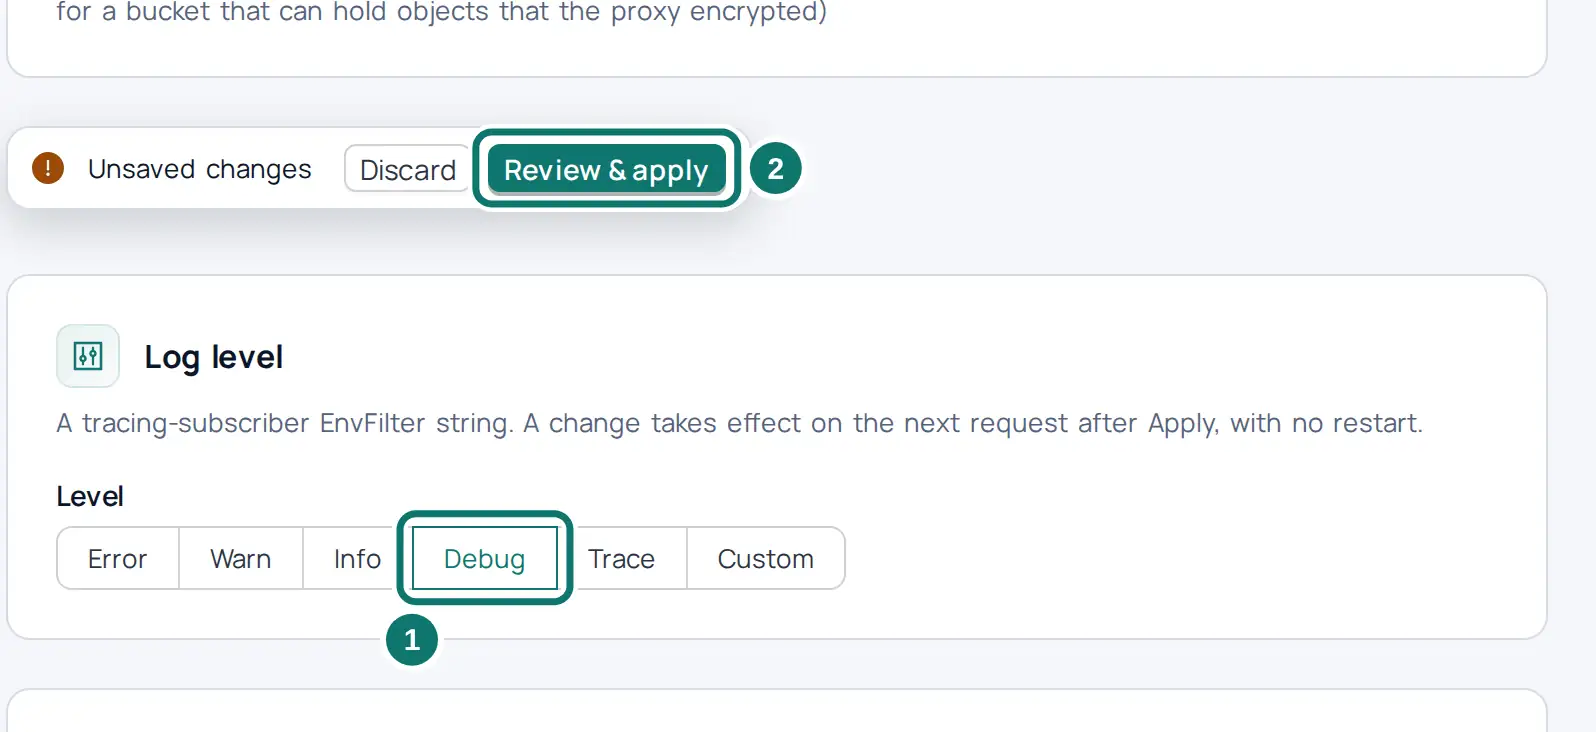 for a bucket that can hold objects that the proxy encrypted)
! Unsaved changes Discard Review & apply 2
Log level
A tracing-subscriber EnvFilter string. A change takes effect on the next request after Apply, with no restart.
Level
Error Warn Info Debug Trace Custom
1